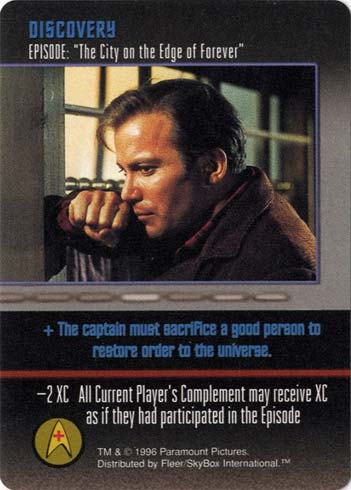 DISCOVERY
EPISODE: "The City on the Edge of Forever"
+ The captain must sacrifice a good person to
restore order to the universe.
–2 XC All Current Player's Complement may receive XC
as if they had participated in the Episode
TM & © 1996 Paramount Pictures.
Distributed by Fleer/SkyBox International.™